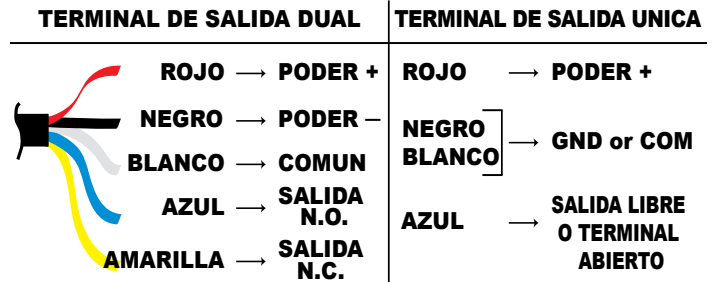 TERMINAL DE SALIDA DUAL
ROJO → PODER +
NEGRO → PODER –
BLANCO → COMUN
AZUL → SALIDA
N.O.
AMARILLA → SALIDA
N.C.
TERMINAL DE SALIDA UNICA
ROJO → PODER +
NEGRO
BLANCO → GND or COM
AZUL → SALIDA LIBRE
O TERMINAL
ABIERTO